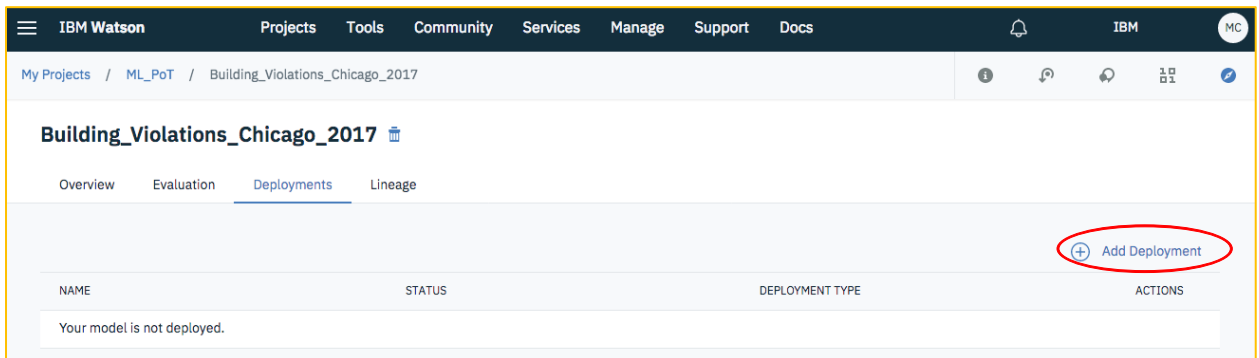 IBM Watson Projects Tools Community Services Manage Support Docs IBM MC
My Projects / ML_PoT / Building_Violations_Chicago_2017
Building_Violations_Chicago_2017
Overview Evaluation Deployments Lineage
Add Deployment
NAME STATUS DEPLOYMENT TYPE ACTIONS
Your model is not deployed.